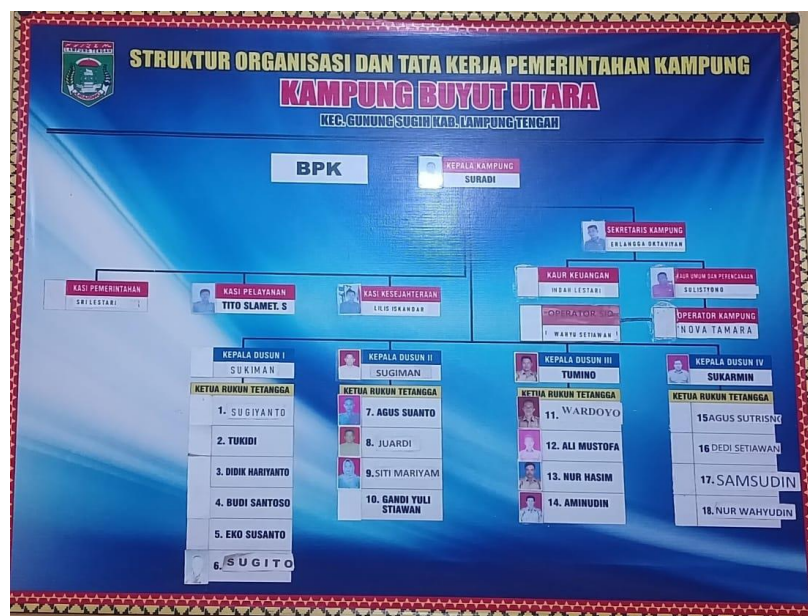 LAMPUNG TENGAH
STRUKTUR ORGANISASI DAN TATA KERJA PEMERINTAHAN KAMPUNG
KAMPUNG BUYUT UTARA
KEC. GUNUNG SUGIH KAB. LAMPUNG TENGAH
BPK
KEPALA KAMPUNG
SURADI
SEKRETARIS KAMPUNG
ERLANGGA OKTAVIYAN
KASI PEMERINTAHAN
SRI LESTARI
KASI PELAYANAN
TITO SLAMET. S
KASI KESEJAHTERAAN
LILIS ISKANDAR
KAUR KEUANGAN
INDAH LESTARI
KAUR UMUM DAN PERENCANAAN
SULISTYONO
OPERATOR SID
WAHYU SETIAWAN
OPERATOR KAMPUNG
NOVA TAMARA
KEPALA DUSUN I
SUKIMAN
KETUA RUKUN TETANGGA
1. SUGIYANTO
2. TUKIDI
3. DIDIK HARIYANTO
4. BUDI SANTOSO
5. EKO SUSANTO
6. SUGITO
KEPALA DUSUN II
SUGIMAN
KETUA RUKUN TETANGGA
7. AGUS SUANTO
8. JUARDI
9. SITI MARIYAM
10. GANDI YULI
STIAWAN
KEPALA DUSUN III
TUMINO
KETUA RUKUN TETANGGA
11. WARDOYO
12. ALI MUSTOFA
13. NUR HASIM
14. AMINUDIN
KEPALA DUSUN IV
SUKARMIN
KETUA RUKUN TETANGGA
15 AGUS SUTRISNO
16 DEDI SETIAWAN
17. SAMSUDIN
18. NUR WAHYUDIN